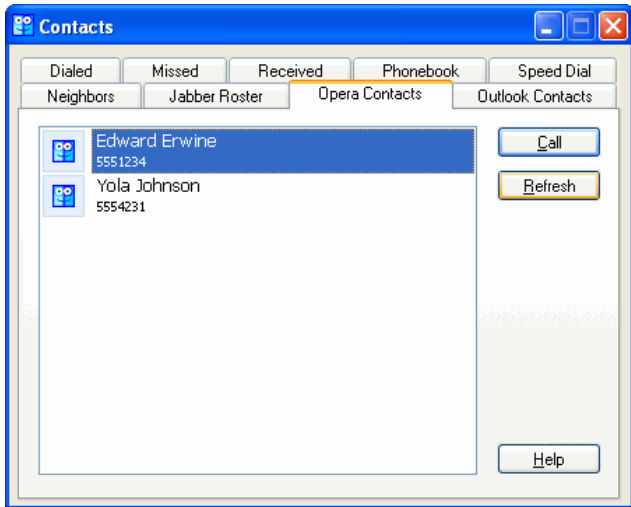 Contacts
Dialed Missed Received Phonebook Speed Dial
Neighbors Jabber Roster Opera Contacts Outlook Contacts
Edward Erwine
5551234
Call
Yola Johnson
5554231
Refresh
Help